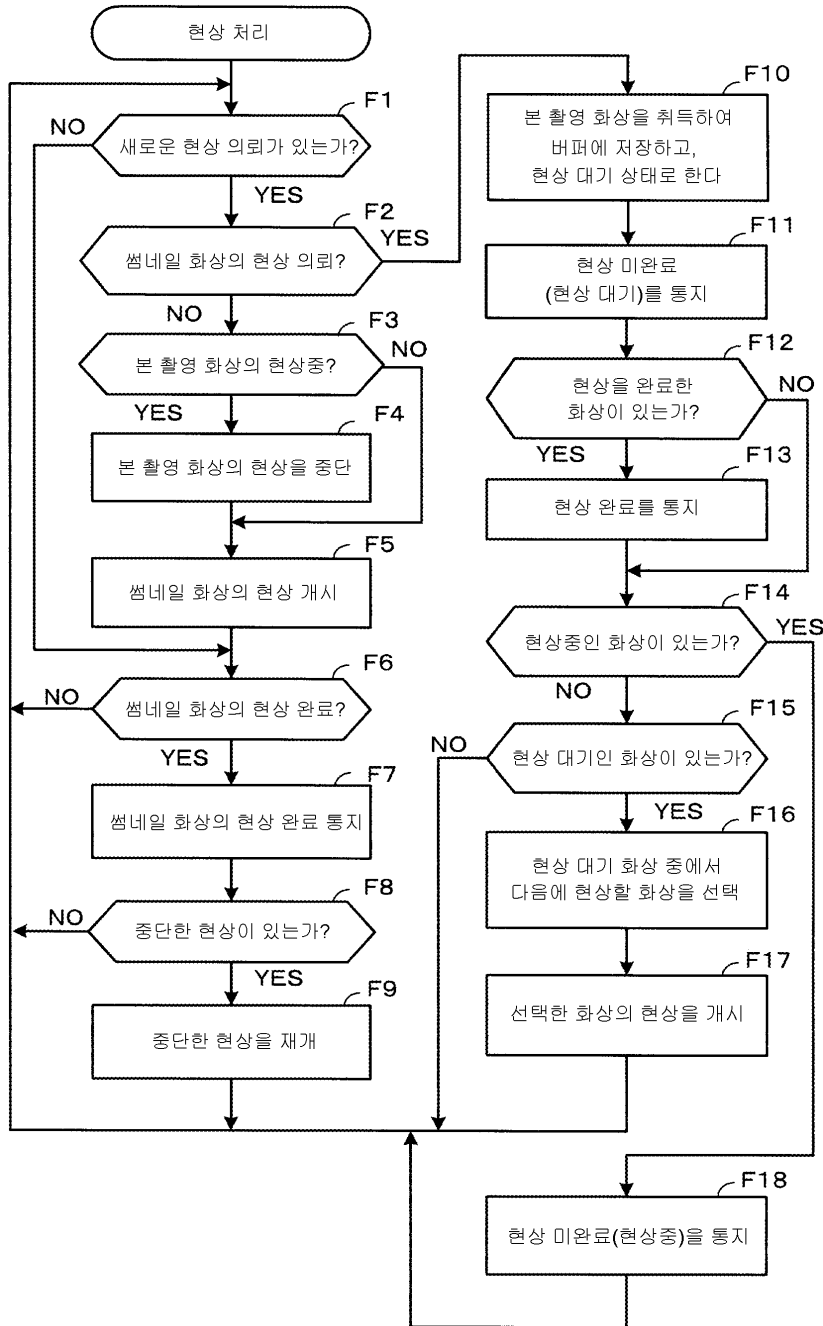 현상 처리
F1
새로운 현상 의뢰가 있는가?
NO
YES
F2
썸네일 화상의 현상 의뢰?
YES
NO
F3
본 촬영 화상의 현상중?
NO
YES
F4
본 촬영 화상의 현상을 중단
F5
썸네일 화상의 현상 개시
F6
썸네일 화상의 현상 완료?
NO
YES
F7
썸네일 화상의 현상 완료 통지
F8
중단한 현상이 있는가?
NO
YES
F9
중단한 현상을 재개
F10
본 촬영 화상을 취득하여
버퍼에 저장하고,
현상 대기 상태로 한다
F11
현상 미완료
(현상 대기)를 통지
F12
현상을 완료한
화상이 있는가?
NO
YES
F13
현상 완료를 통지
F14
현상중인 화상이 있는가?
YES
NO
F15
현상 대기인 화상이 있는가?
NO
YES
F16
현상 대기 화상 중에서
다음에 현상할 화상을 선택
F17
선택한 화상의 현상을 개시
F18
현상 미완료(현상중)을 통지